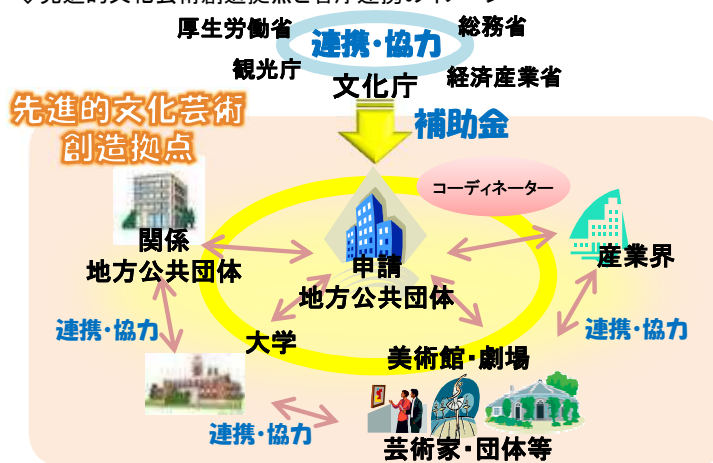 厚生労働省
総務省
連携・協力
観光庁
経済産業省
文化庁
先進的文化芸術
創造拠点
補助金
コーディネーター
関係
地方公共団体
申請
地方公共団体
産業界
連携・協力
大学
連携・協力
美術館・劇場
連携・協力
芸術家・団体等